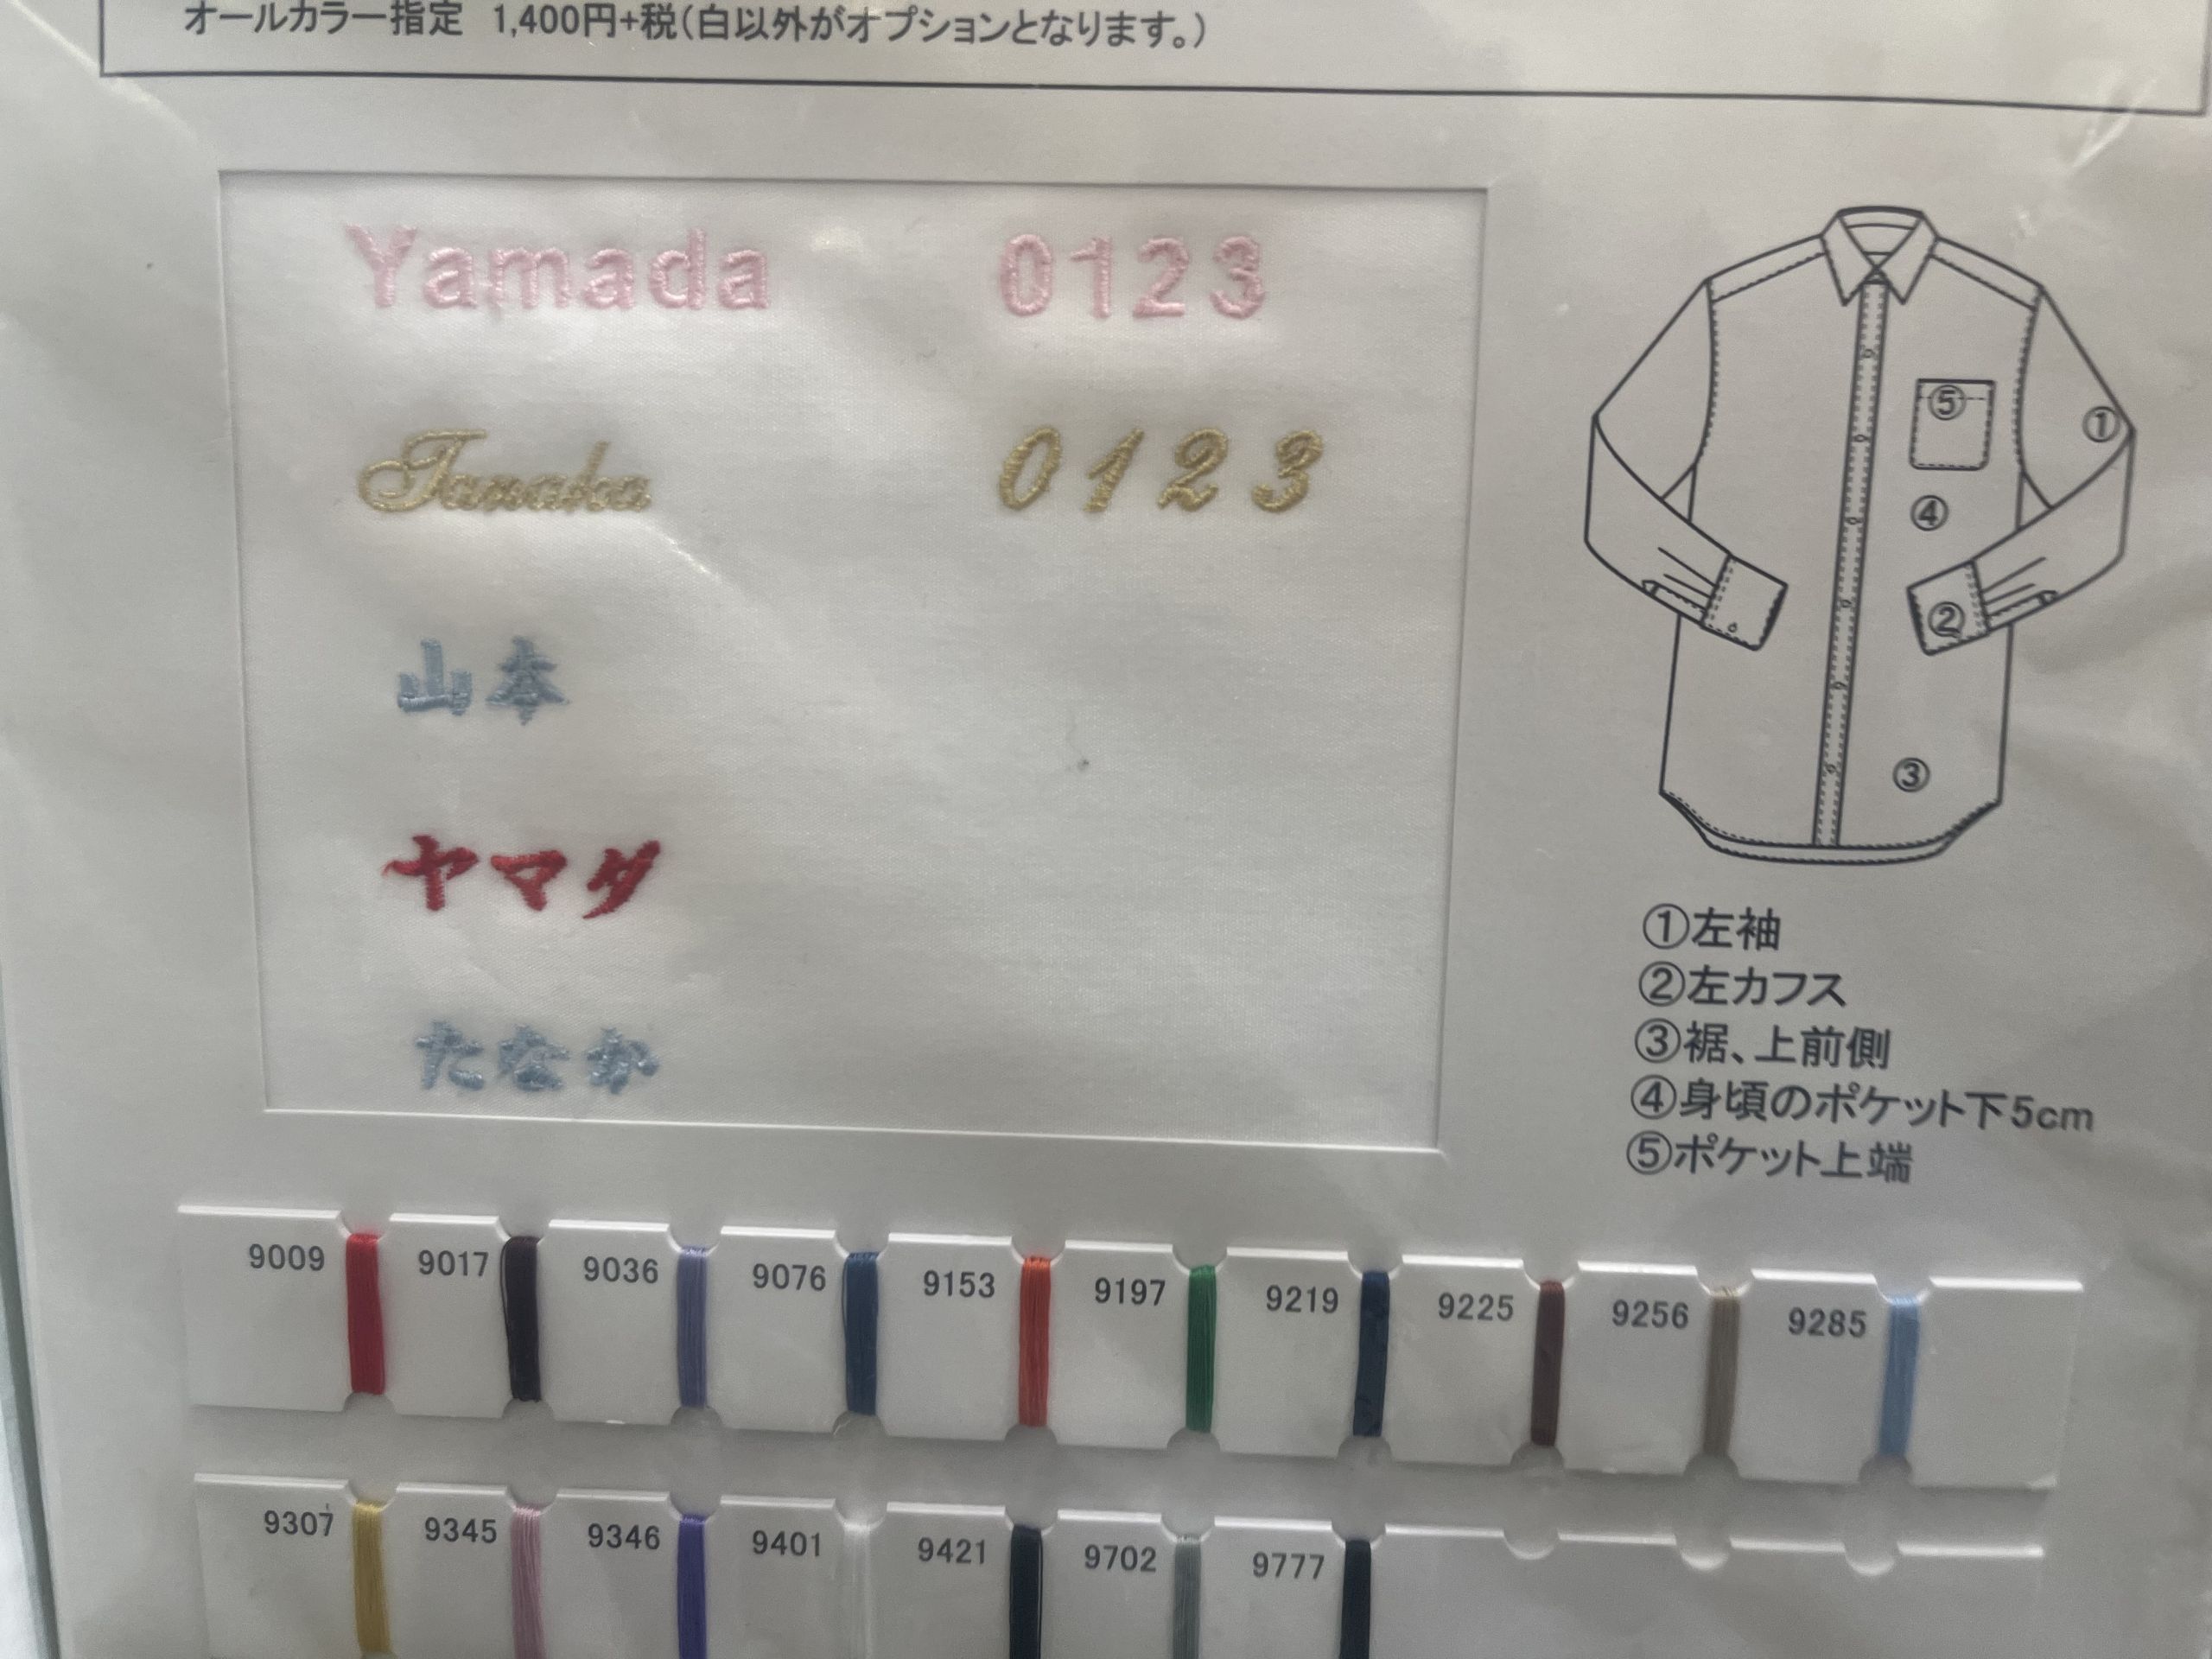 オールカラー指定 1,400円+税(白以外がオプションとなります。)
Yamada 0123
Tanaka 0123
山本
ヤマダ
たなか
⑤
①
④
②
③
①左袖
②左カフス
③裾、上前側
④身頃のポケット下5cm
⑤ポケット上端
9009 9017 9036 9076 9153 9197 9219 9225 9256 9285
9307 9345 9346 9401 9421 9702 9777